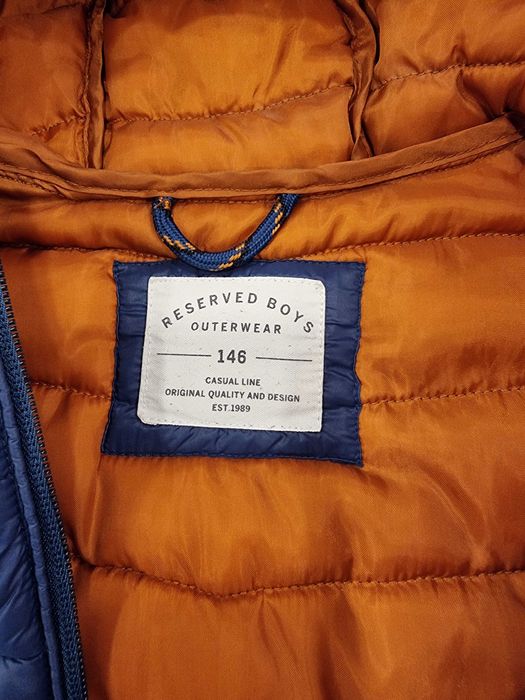 RESERVED BOYS
OUTERWEAR
146
CASUAL LINE
ORIGINAL QUALITY AND DESIGN
EST.1989